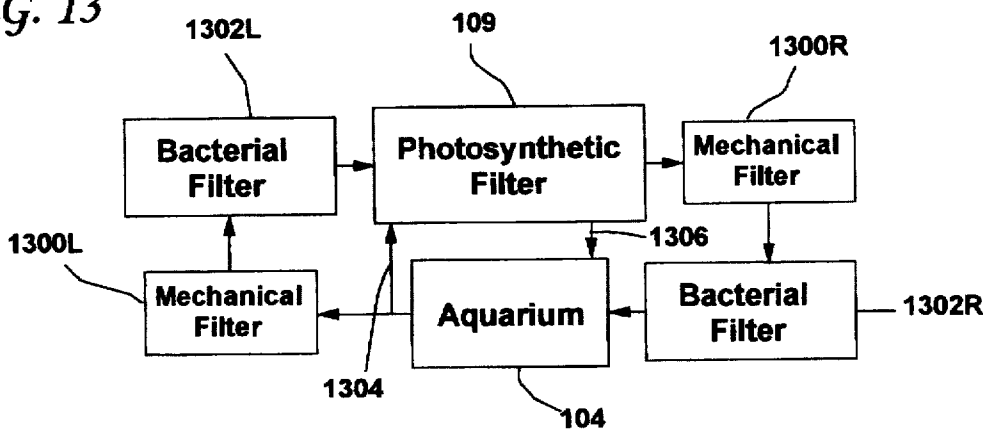 G. 13
1302L
109
1300R
Bacterial
Filter
Photosynthetic
Filter
Mechanical
Filter
1300L
1306
Mechanical
Filter
Aquarium
Bacterial
Filter
1302R
1304
104